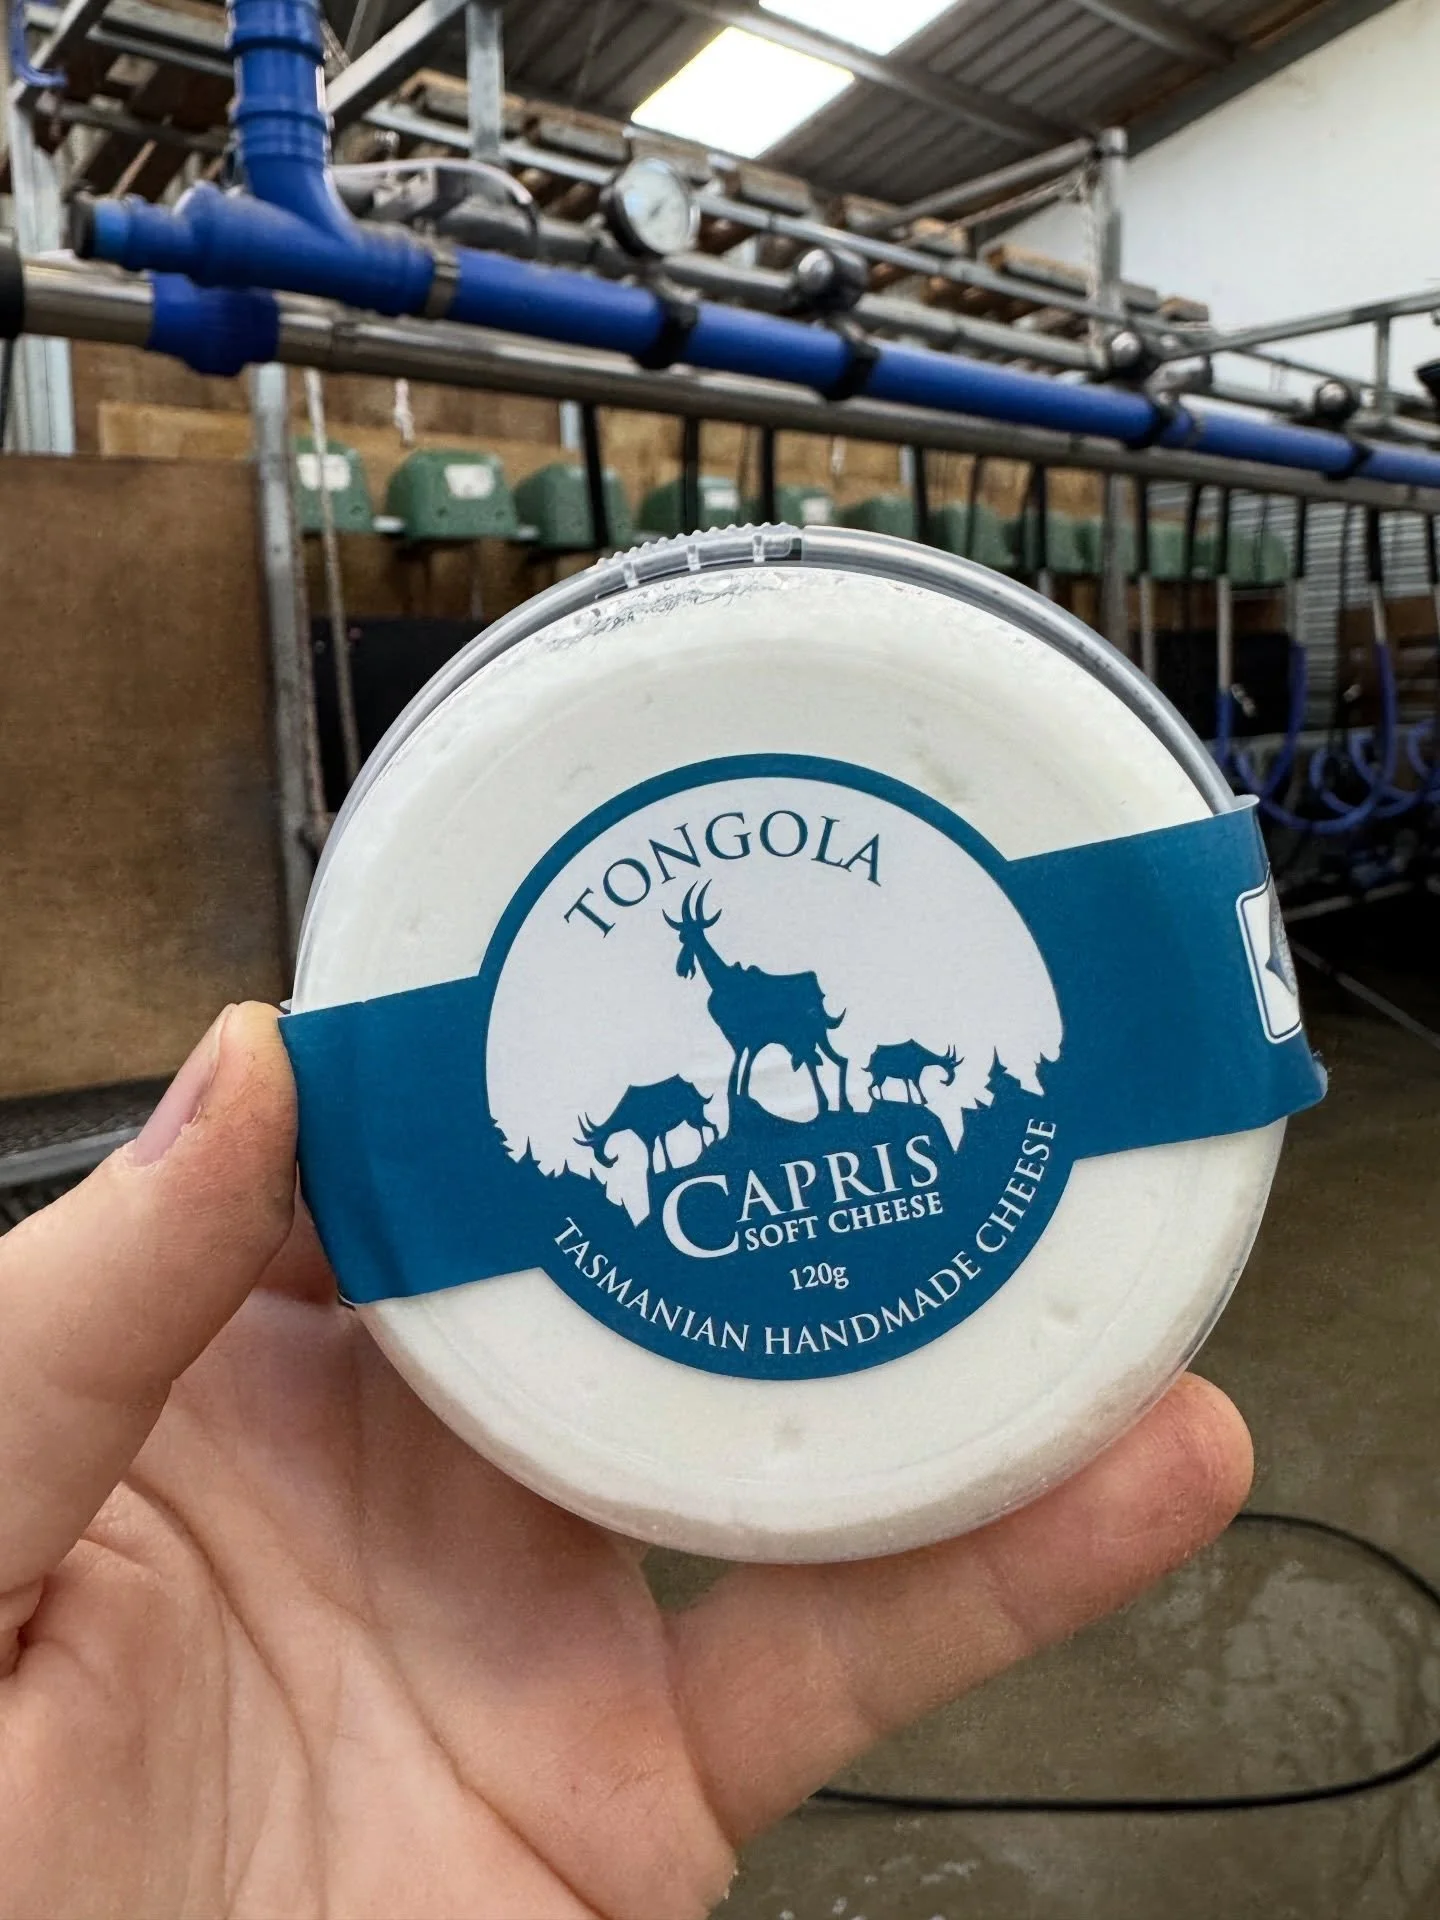 TONGOLA
CAPRIS
SOFT CHEESE
120g
TASMANIAN HANDMADE CHEESE